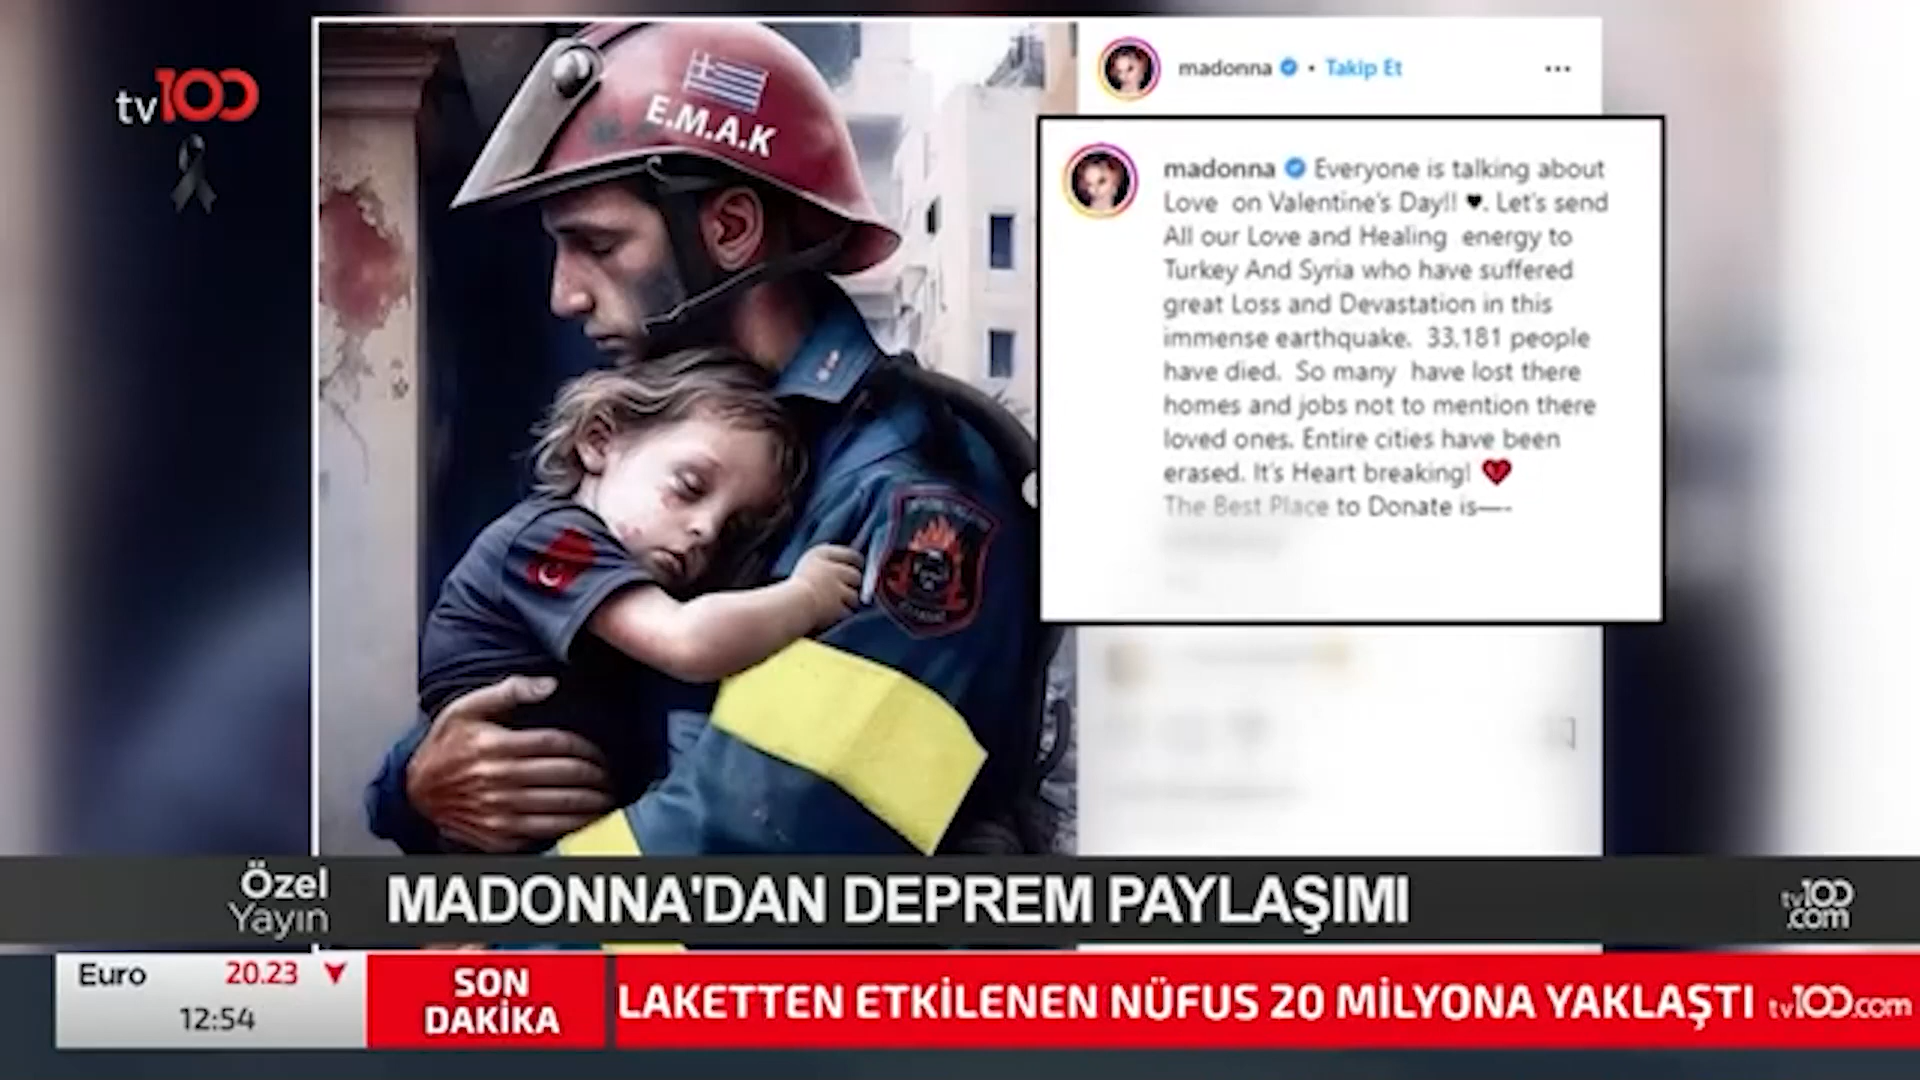 tv100
E.M.A.K
madonna • Takip Et
madonna Everyone is talking about
Love on Valentine's Day!! ♥. Let's send
All our Love and Healing energy to
Turkey And Syria who have suffered
great Loss and Devastation in this
immense earthquake. 33,181 people
have died. So many have lost there
homes and jobs not to mention there
loved ones. Entire cities have been
erased. It's Heart breaking!
The Best Place to Donate is—-
Özel
Yayın
MADONNA'DAN DEPREM PAYLAŞIMI
tv100
.com
Euro 20.23
12:54
SON
DAKİKA
LAKETTEN ETKİLENEN NÜFUS 20 MİLYONA YAKLAŞTI
tv100.com